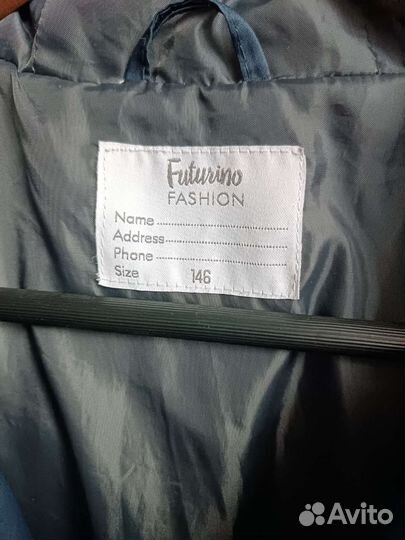 Futurino
FASHION
Name
Address
Phone
Size 146
Avito